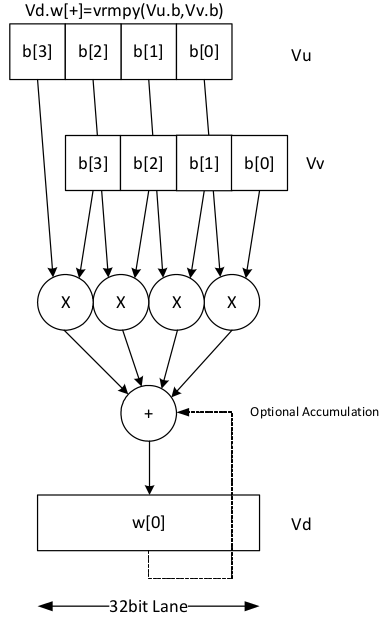 Vd.w[+]=vrmpy(Vu.b,Vv.b)
b[3] b[2] b[1] b[0] Vu
b[3] b[2] b[1] b[0] Vv
X X X X
+ Optional Accumulation
w[0] Vd
32bit Lane